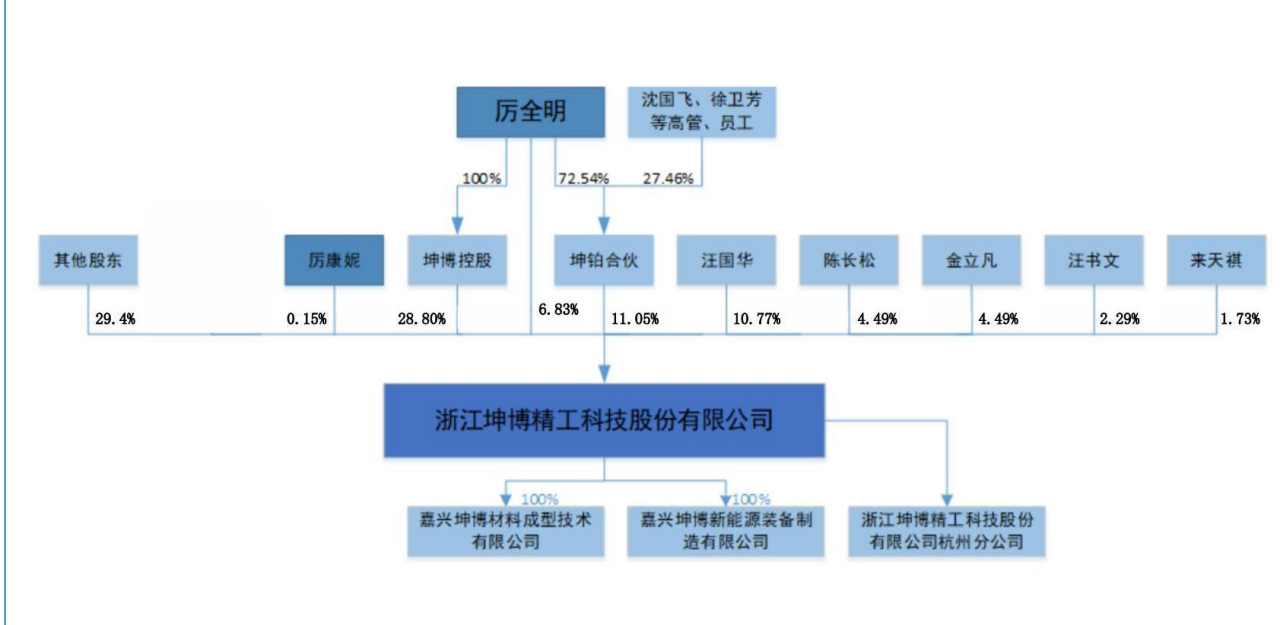 厉全明
沈国飞、徐卫芳
等高管、员工
100%
72.54%
27.46%
其他股东
厉康妮
坤博控股
坤铂合伙
汪国华
陈长松
金立凡
汪书文
来天祺
29.4%
0.15%
28.80%
6.83%
11.05%
10.77%
4.49%
4.49%
2.29%
1.73%
浙江坤博精工科技股份有限公司
100%
100%
嘉兴坤博材料成型技术
有限公司
嘉兴坤博新能源装备制
造有限公司
浙江坤博精工科技股份
有限公司杭州分公司